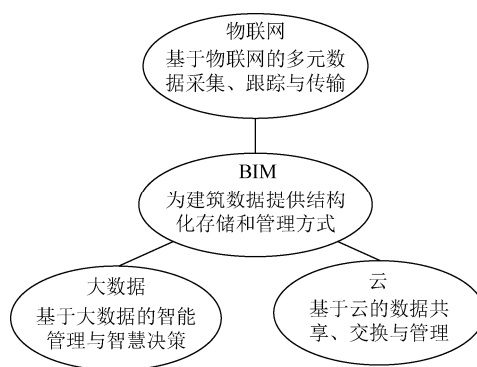 物联网
基于物联网的多元数
据采集、跟踪与传输
BIM
为建筑数据提供结构
化存储和管理方式
大数据
基于大数据的智能
管理与智慧决策
云
基于云的数据共
享、交换与管理